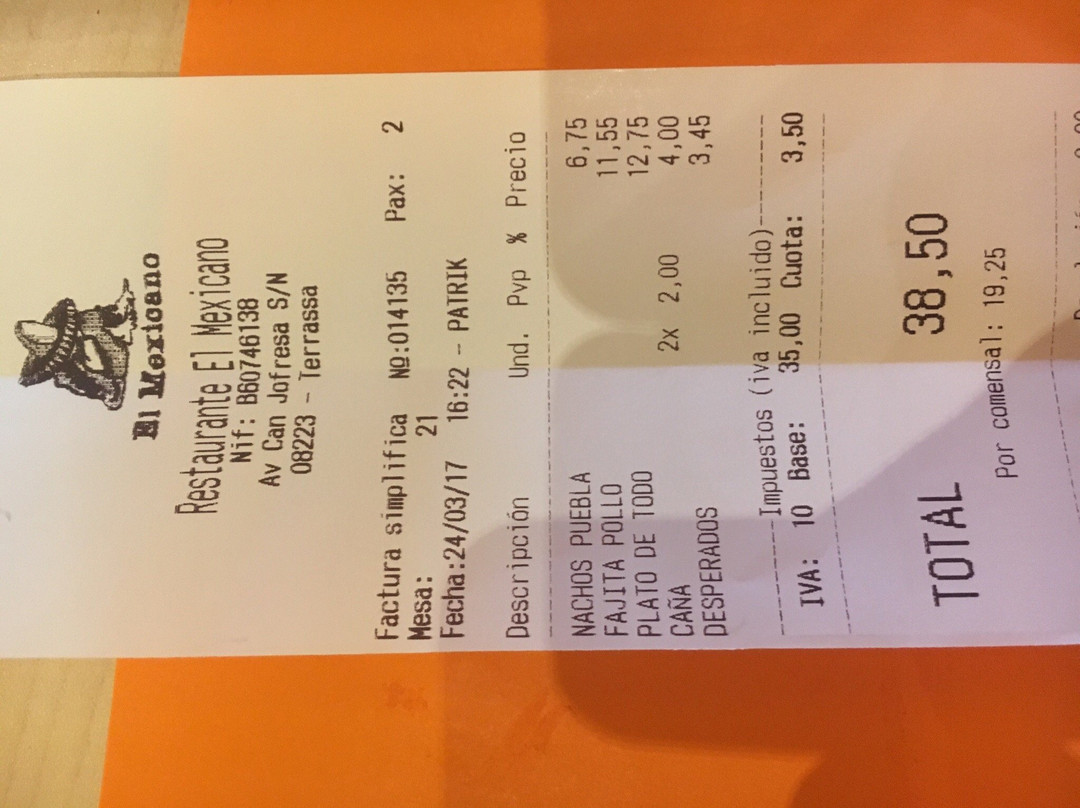 El Mexicano
Restaurante El Mexicano
Nif: B60746138
Av Can Jofresa S/N
08223 - Terrassa
Factura simplifica Nº:014135 Pax: 2
Mesa: 21
Fecha:24/03/17 16:22 - PATRIK
Descripción Und. Pvp % Precio
NACHOS PUEBLA 6,75
FAJITA POLLO 11,55
PLATO DE TODO 12,75
CAÑA 2x 2,00 4,00
DESPERADOS 3,45
Impuestos (iva incluido)
IVA: 10 Base: 35,00 Cuota: 3,50
TOTAL 38,50
Por comensal: 19,25